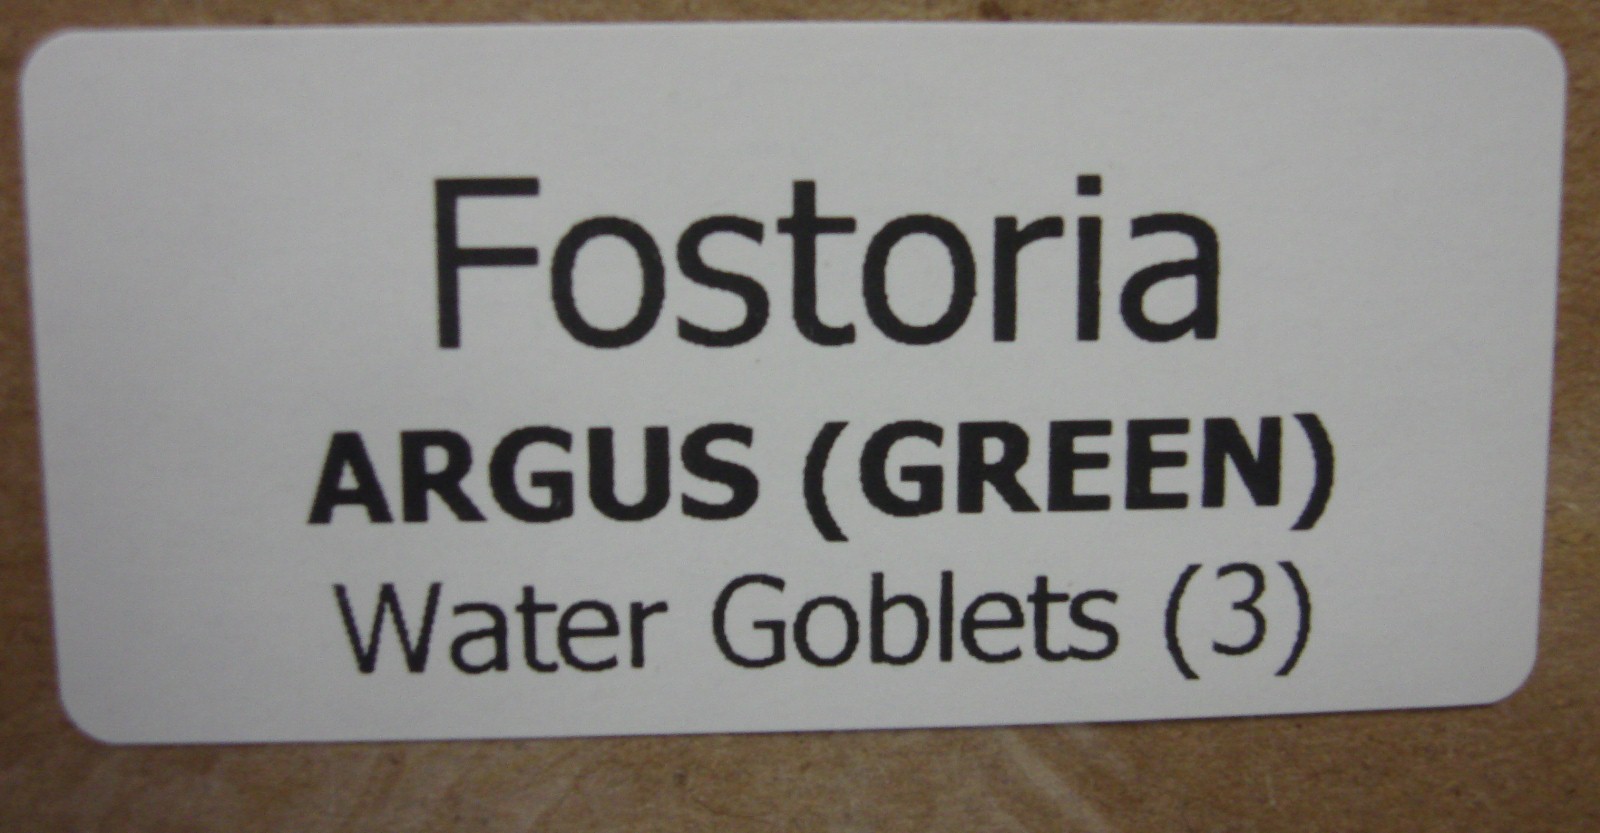 Fostoria
ARGUS (GREEN)
Water Goblets (3)